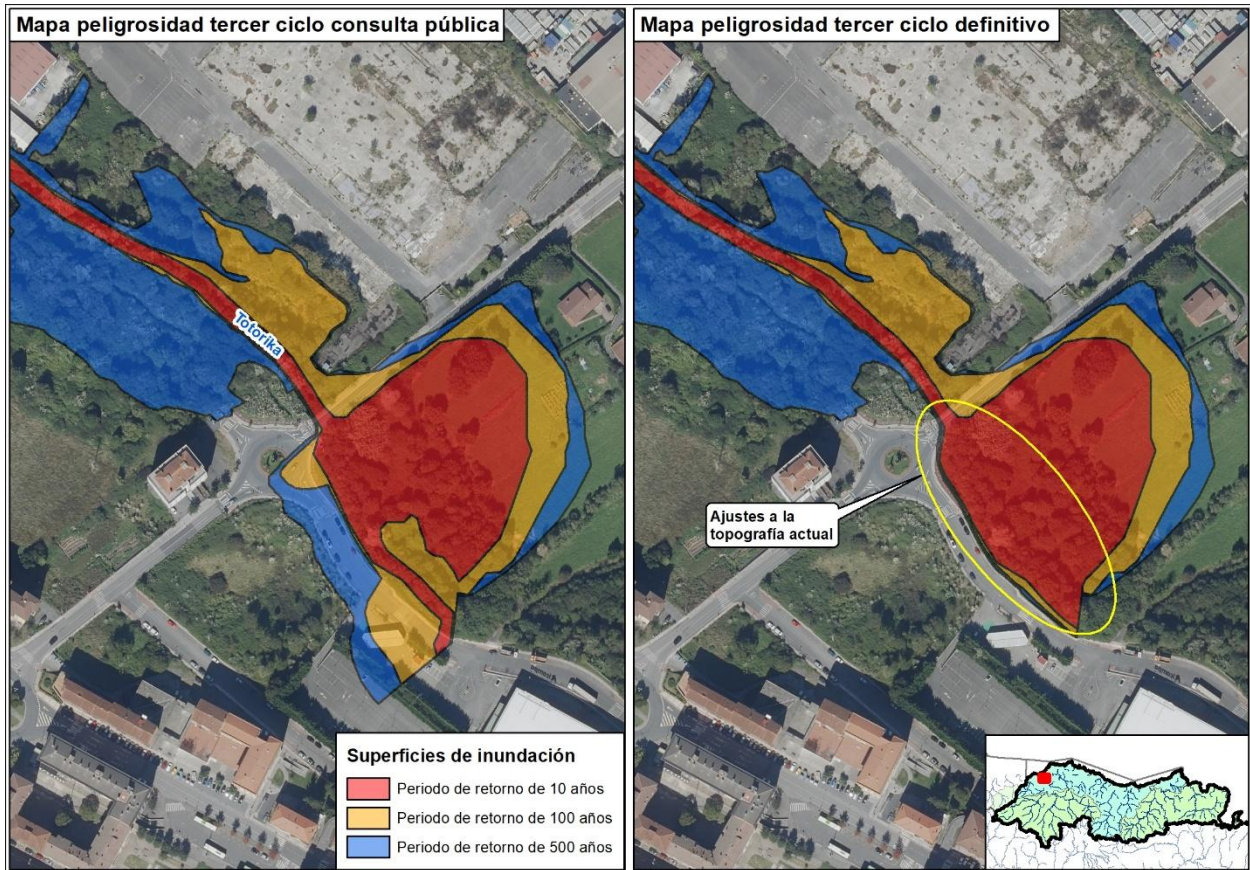 Mapa peligrosidad tercer ciclo consulta pública
Totorika
Superficies de inundación
Periodo de retorno de 10 años
Periodo de retorno de 100 años
Periodo de retorno de 500 años
Mapa peligrosidad tercer ciclo definitivo
Ajustes a la
topografía actual